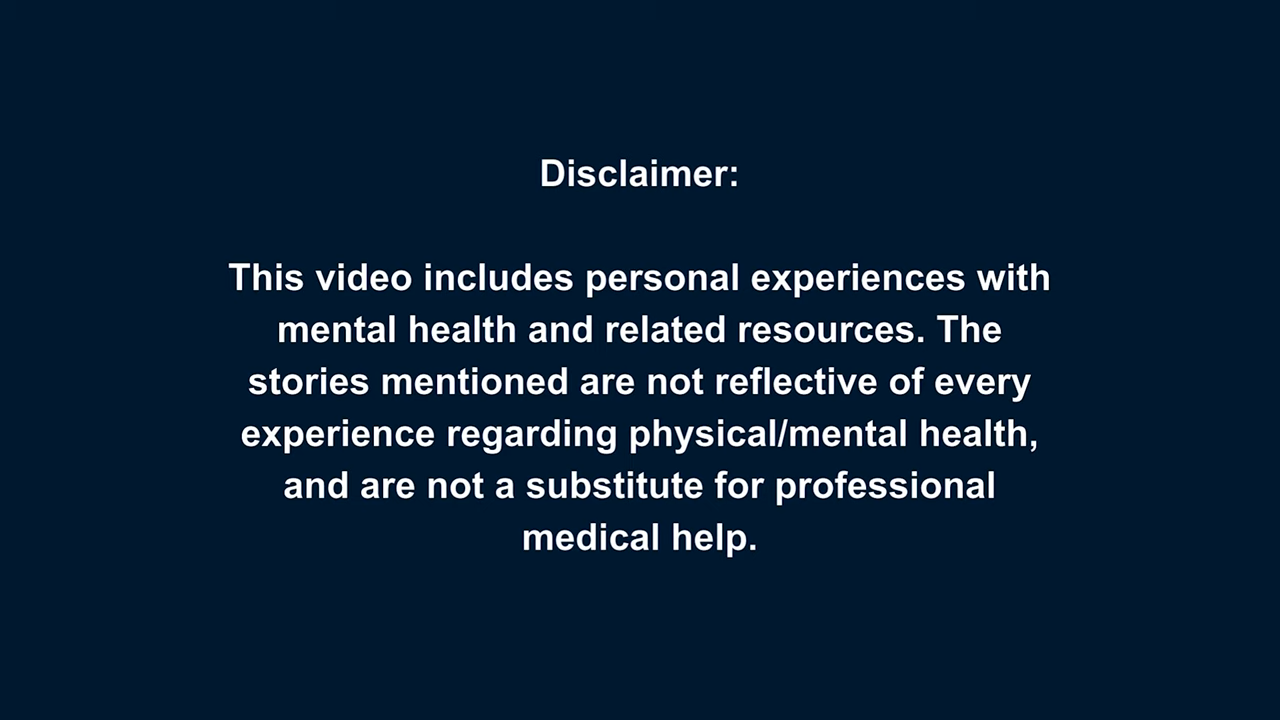 Disclaimer:
This video includes personal experiences with
mental health and related resources. The
stories mentioned are not reflective of every
experience regarding physical/mental health,
and are not a substitute for professional
medical help.